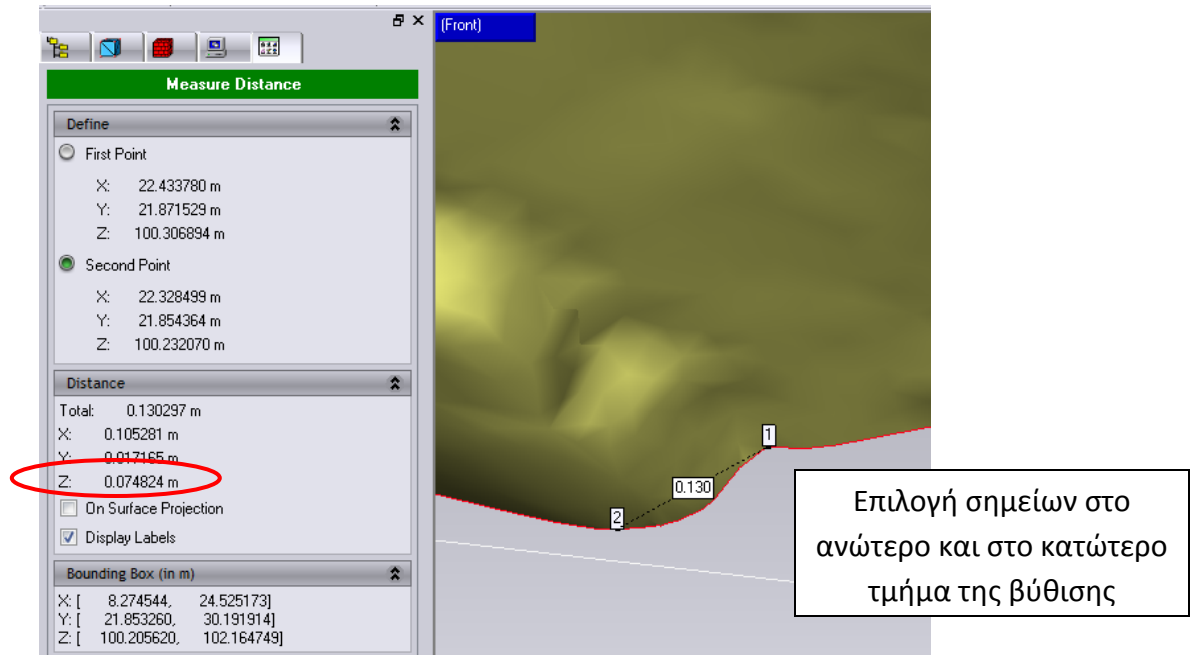 (Front)
Measure Distance
Define
First Point
X: 22.433780 m
Y: 21.871529 m
Z: 100.306894 m
Second Point
X: 22.328499 m
Y: 21.854364 m
Z: 100.232070 m
Distance
Total: 0.130297 m
X: 0.105281 m
Y: 0.017165 m
Z: 0.074824 m
On Surface Projection
Display Labels
Bounding Box (in m)
X: [ 8.274544, 24.525173]
Y: [ 21.853260, 30.191914]
Z: [ 100.205620, 102.164749]
1
0.130
2
Επιλογή σημείων στο
ανώτερο και στο κατώτερο
τμήμα της βύθισης